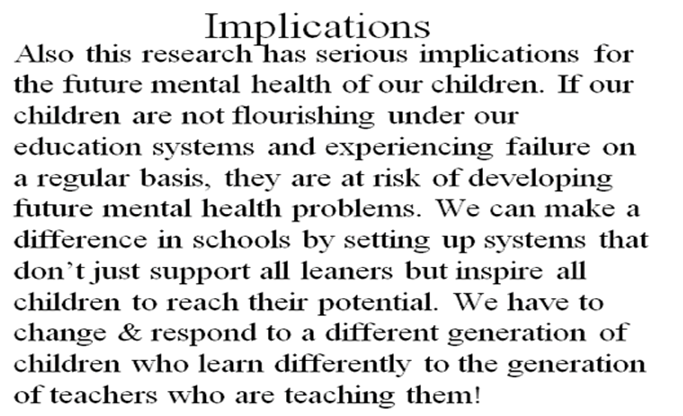 Implications
Also this research has serious implications for
the future mental health of our children. If our
children are not flourishing under our
education systems and experiencing failure on
a regular basis, they are at risk of developing
future mental health problems. We can make a
difference in schools by setting up systems that
don't just support all leaners but inspire all
children to reach their potential. We have to
change & respond to a different generation of
children who learn differently to the generation
of teachers who are teaching them!